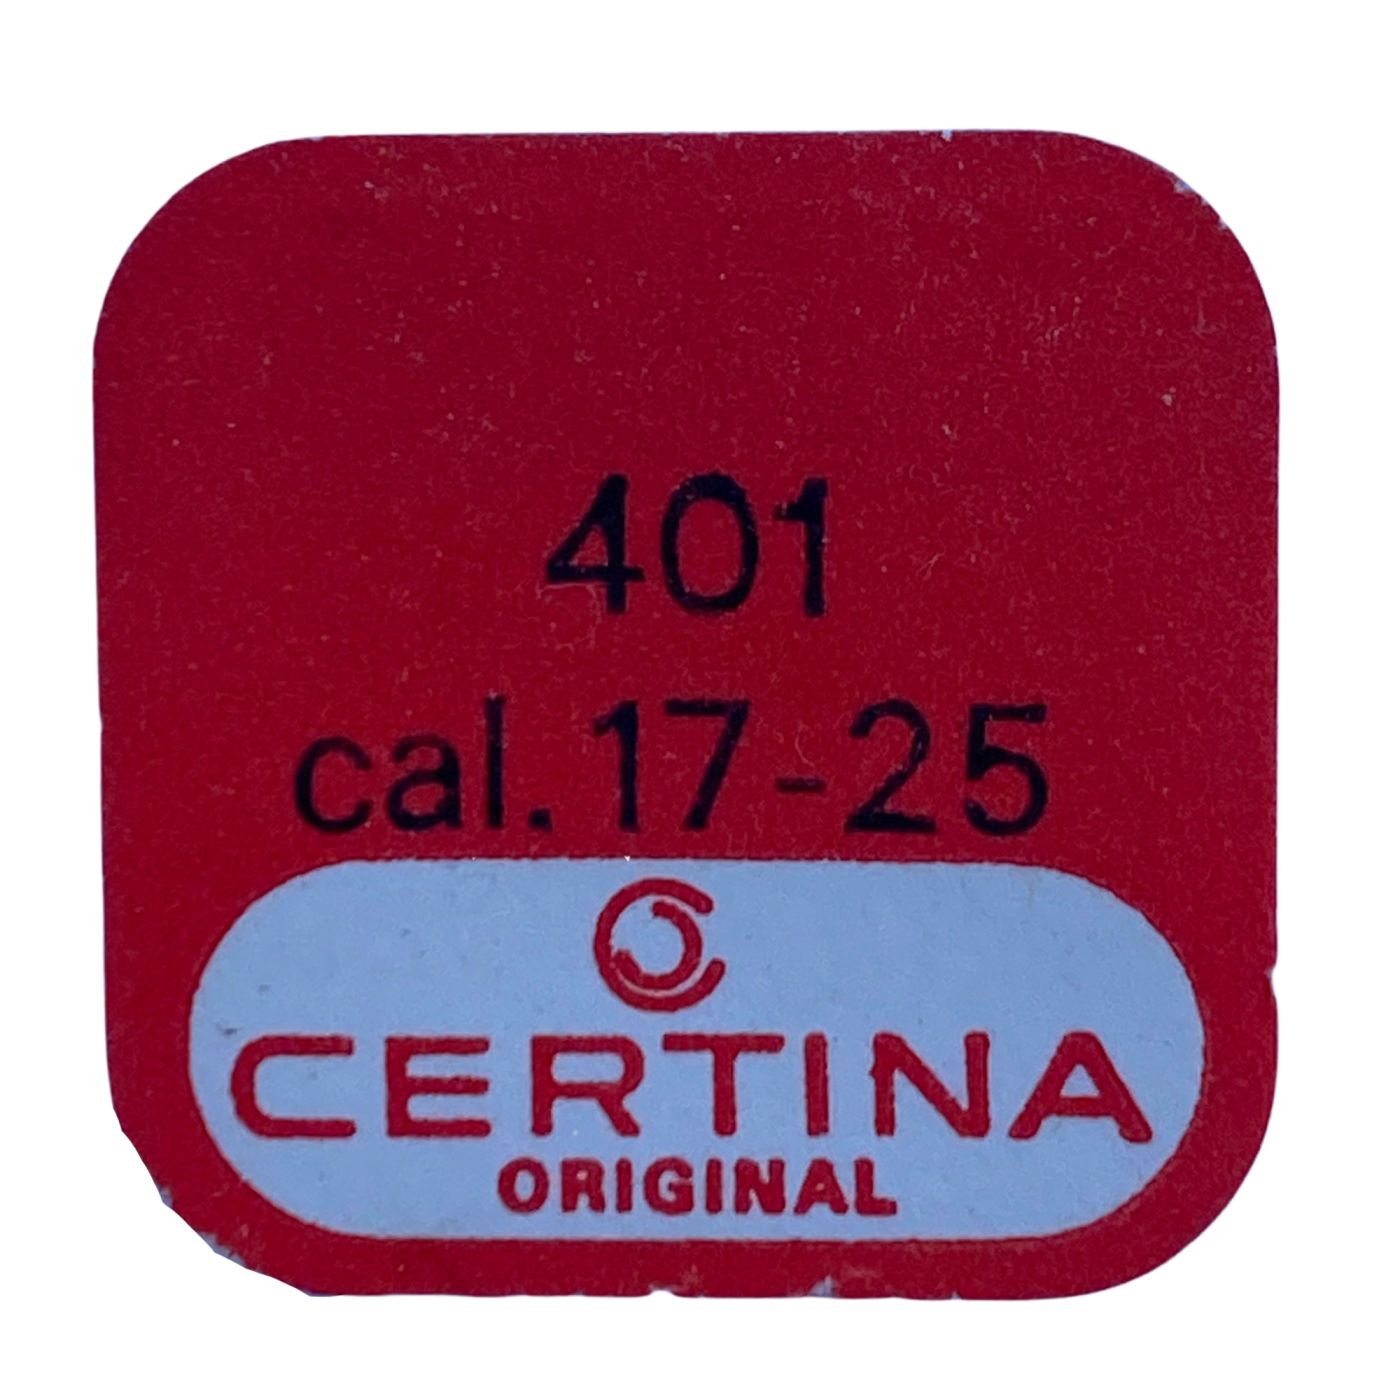 401
cal. 17-25
CERTINA
ORIGINAL